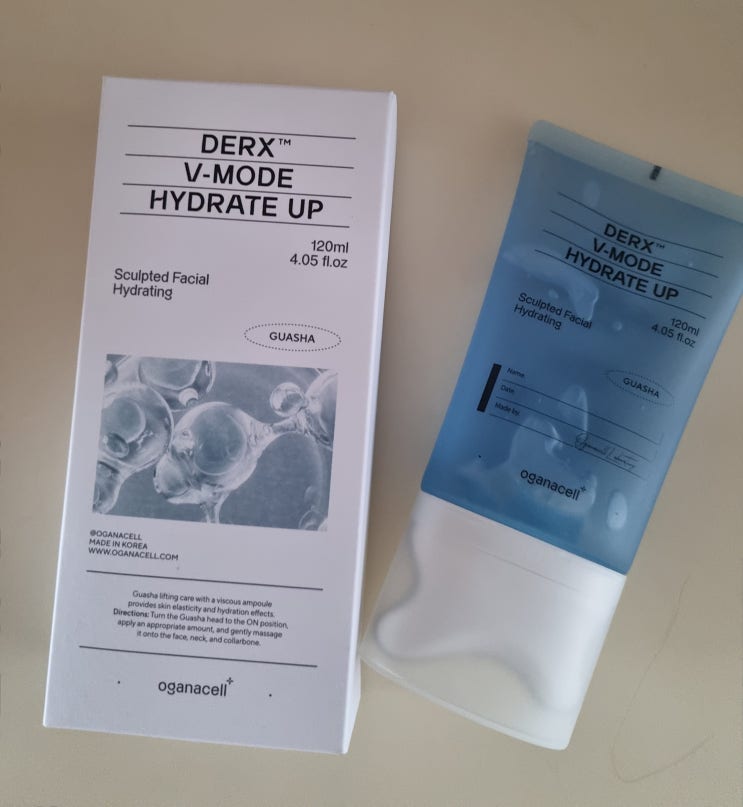 DERX™
V-MODE
HYDRATE UP
120ml
4.05 fl.oz
Sculpted Facial
Hydrating
GUASHA
@OGANACELL
MADE IN KOREA
WWW.OGANACELL.COM
Guasha lifting care with a viscous ampoule
provides skin elasticity and hydration effects.
Directions: Turn the Guasha head to the ON position,
apply an appropriate amount, and gently massage
it onto the face, neck, and collarbone.
oganacell
DERX™
V-MODE
HYDRATE UP
120ml
4.05 fl.oz
Sculpted Facial
Hydrating
GUASHA
Name
Date
Made by
oganacell